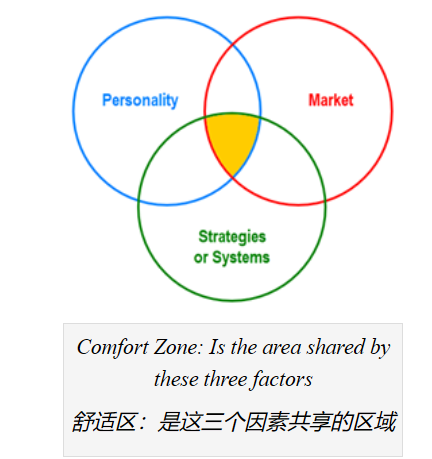 Personality
Market
Strategies
or Systems
Comfort Zone: Is the area shared by
these three factors
舒适区：是这三个因素共享的区域